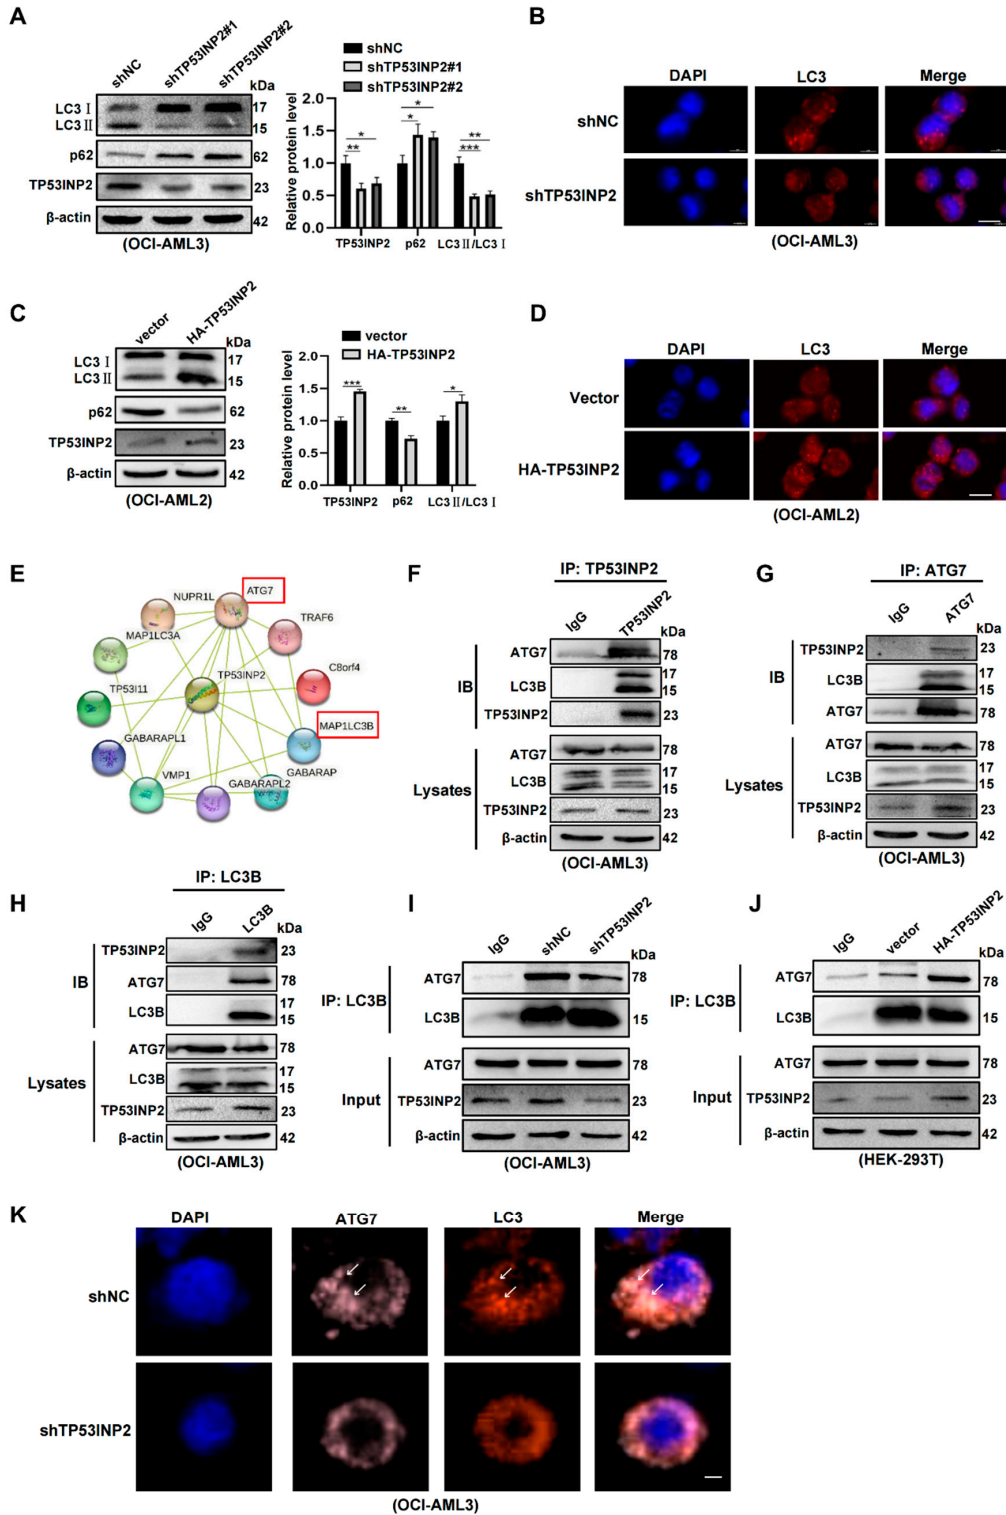 A
shNC
shTP53INP2#1
shTP53INP2#2
kDa
LC3 Ⅰ
17
LC3 Ⅱ
15
p62
62
TP53INP2
23
β-actin
42
(OCI-AML3)
shNC
shTP53INP2#1
shTP53INP2#2
Relative protein level
2.0
1.5
1.0
0.5
0.0
**
*
*
*
***
**
TP53INP2
p62
LC3Ⅱ/LC3Ⅰ
B
DAPI
LC3
Merge
shNC
shTP53INP2
(OCI-AML3)
C
vector
HA-TP53INP2
kDa
LC3 Ⅰ
17
LC3Ⅱ
15
p62
62
TP53INP2
23
β-actin
42
(OCI-AML2)
vector
HA-TP53INP2
Relative protein level
2.0
1.5
1.0
0.5
0.0
***
**
*
TP53INP2
p62
LC3Ⅱ/LC3Ⅰ
D
DAPI
LC3
Merge
Vector
HA-TP53INP2
(OCI-AML2)
E
NUPR1L
ATG7
MAP1LC3A
TRAF6
TP53INP2
C8orf4
TP53I11
MAP1LC3B
GABARAPL1
GABARAP
VMP1
GABARAPL2
F
IP: TP53INP2
IgG
TP53INP2
kDa
IB
ATG7
78
LC3B
17
15
TP53INP2
23
Lysates
ATG7
78
LC3B
17
15
TP53INP2
23
β-actin
42
(OCI-AML3)
G
IP: ATG7
IgG
ATG7
kDa
IB
TP53INP2
23
LC3B
17
15
ATG7
78
Lysates
ATG7
78
LC3B
17
15
TP53INP2
23
β-actin
42
(OCI-AML3)
H
IP: LC3B
IgG
LC3B
kDa
IB
TP53INP2
23
ATG7
78
LC3B
17
15
Lysates
ATG7
78
LC3B
17
15
TP53INP2
23
β-actin
42
(OCI-AML3)
I
IgG
shNC
shTP53INP2
kDa
IP: LC3B
ATG7
78
LC3B
15
Input
ATG7
78
TP53INP2
23
β-actin
42
(OCI-AML3)
J
IgG
vector
HA-TP53INP2
kDa
IP: LC3B
ATG7
78
LC3B
15
Input
ATG7
78
TP53INP2
23
β-actin
42
(HEK-293T)
K
DAPI
ATG7
LC3
Merge
shNC
shTP53INP2
(OCI-AML3)